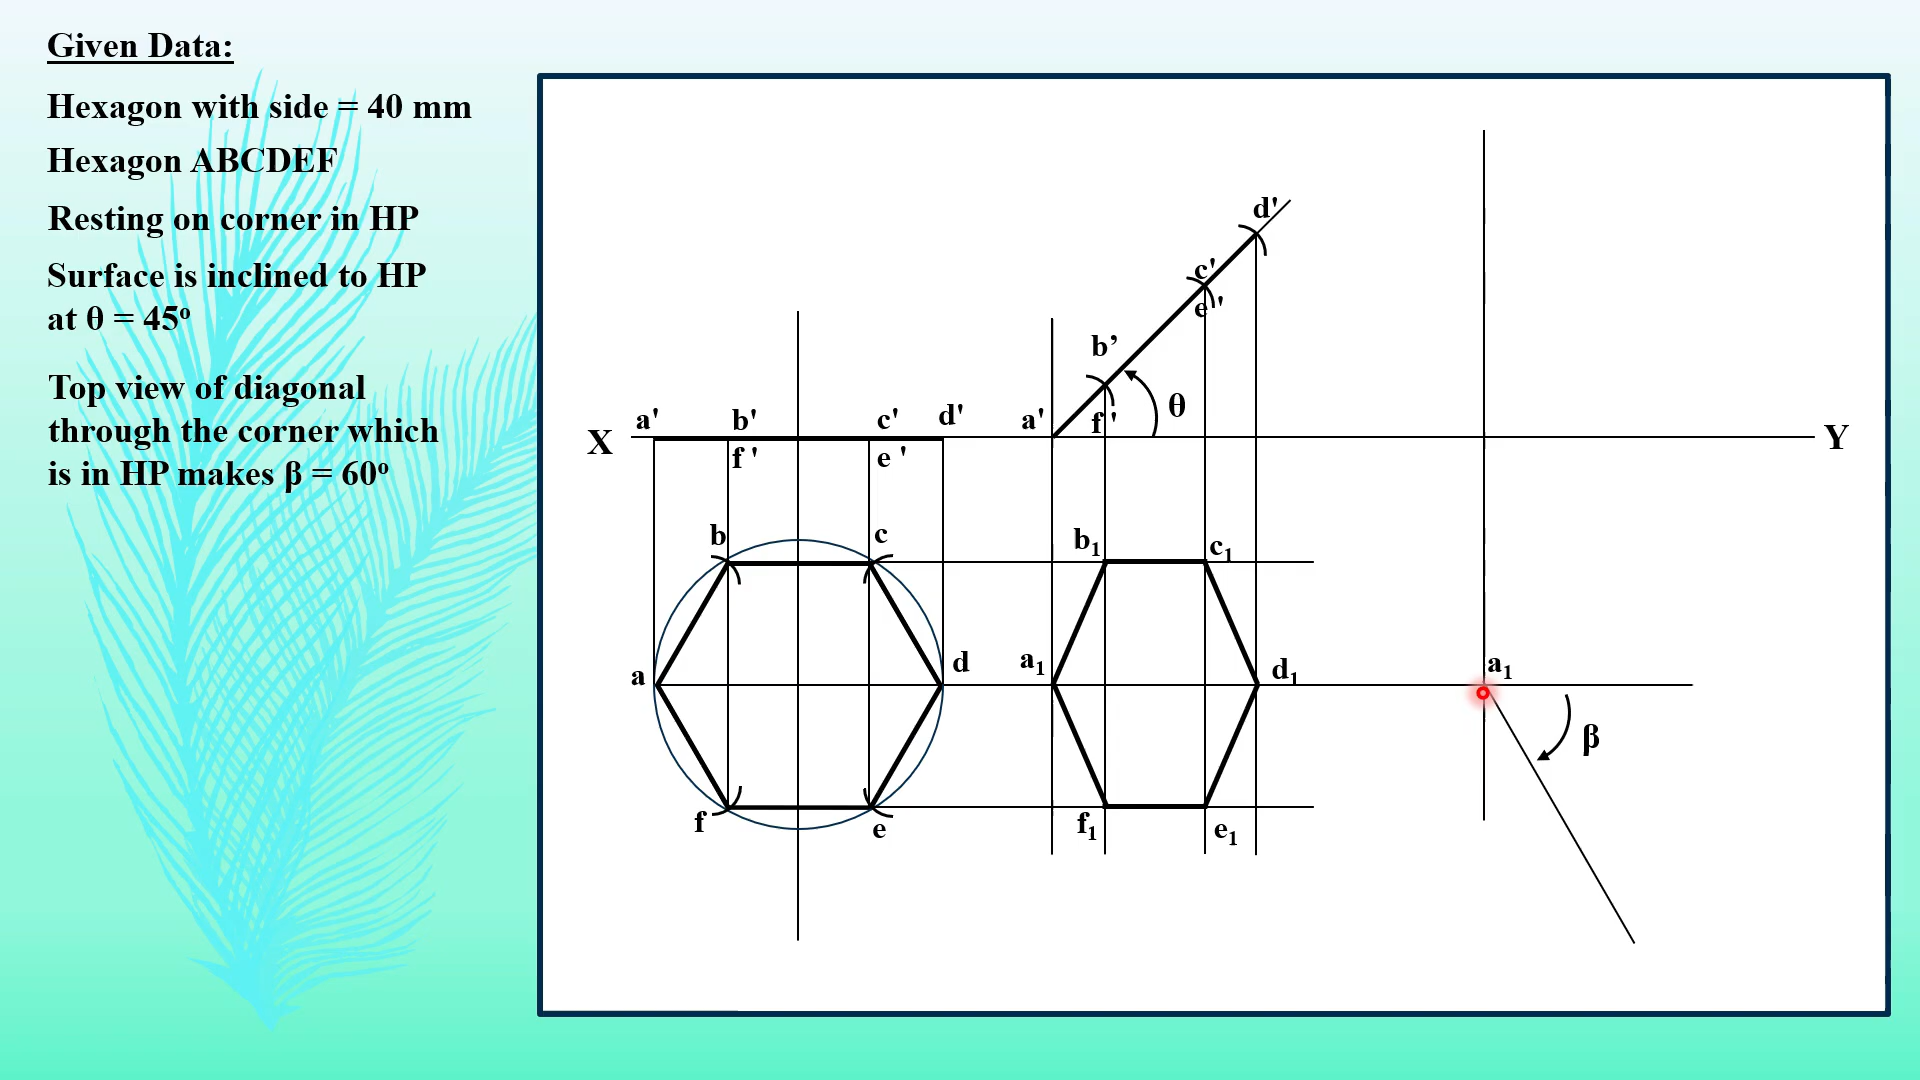 Given Data:
Hexagon with side = 40 mm
Hexagon ABCDEF
Resting on corner in HP
Surface is inclined to HP
at θ = 45º
Top view of diagonal
through the corner which
is in HP makes β = 60º
d'
c'
e'
b’
θ
a' b' c' d' a' f'
X Y
f' e'
b c b₁ c₁
a d a₁ d₁ a₁
β
f e f₁ e₁